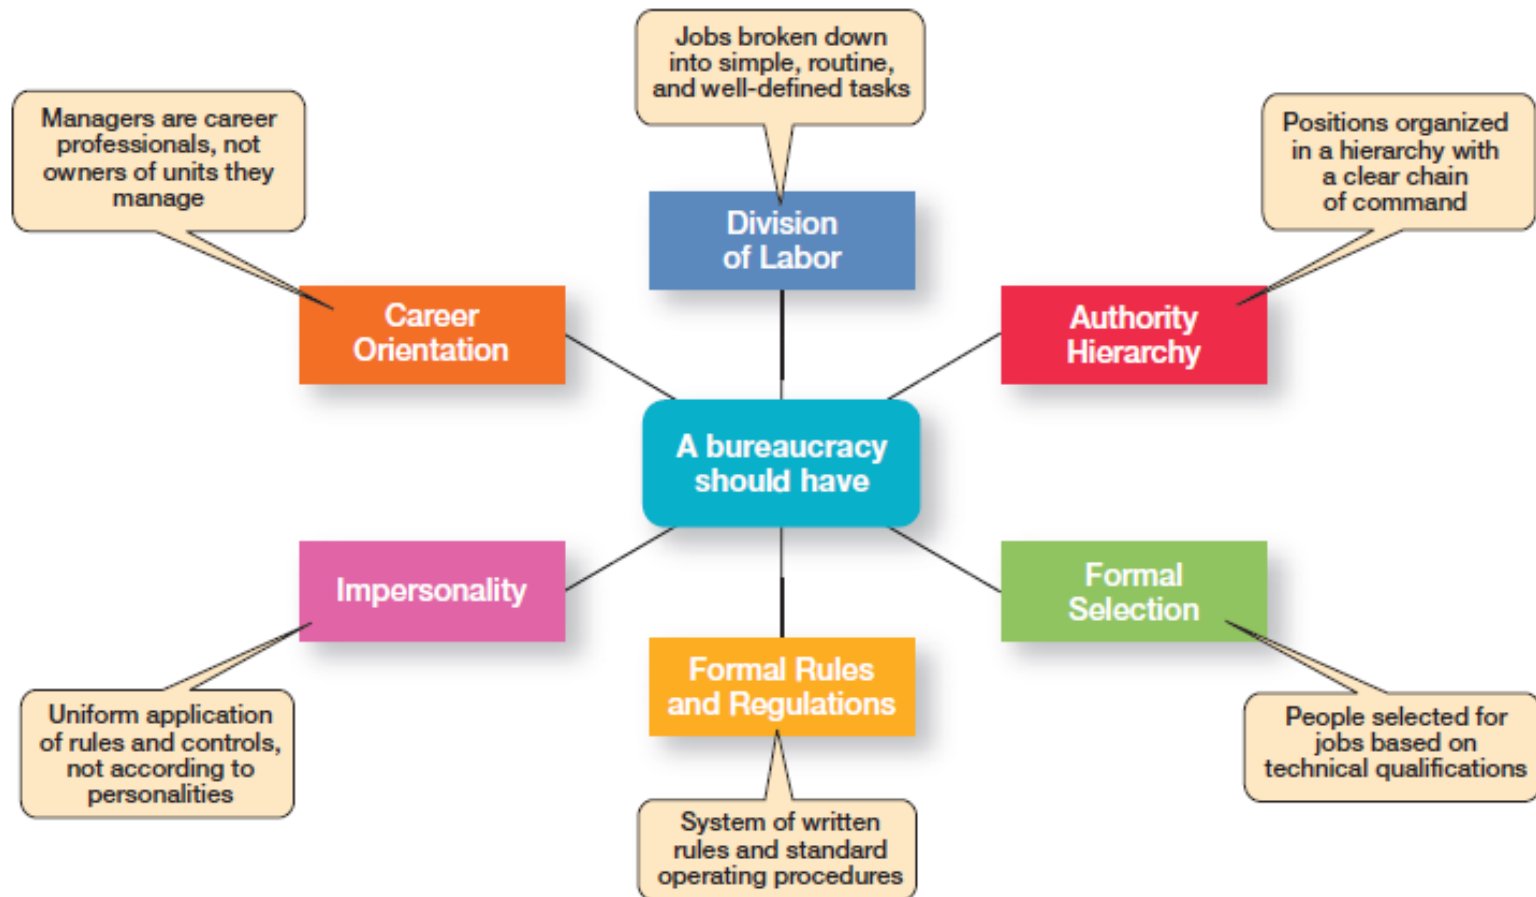 Jobs broken down
into simple, routine,
and well-defined tasks
Managers are career
professionals, not
owners of units they
manage
Positions organized
in a hierarchy with
a clear chain
of command
Division
of Labor
Career
Orientation
Authority
Hierarchy
A bureaucracy
should have
Impersonality
Formal
Selection
Formal Rules
and Regulations
Uniform application
of rules and controls,
not according to
personalities
People selected for
jobs based on
technical qualifications
System of written
rules and standard
operating procedures